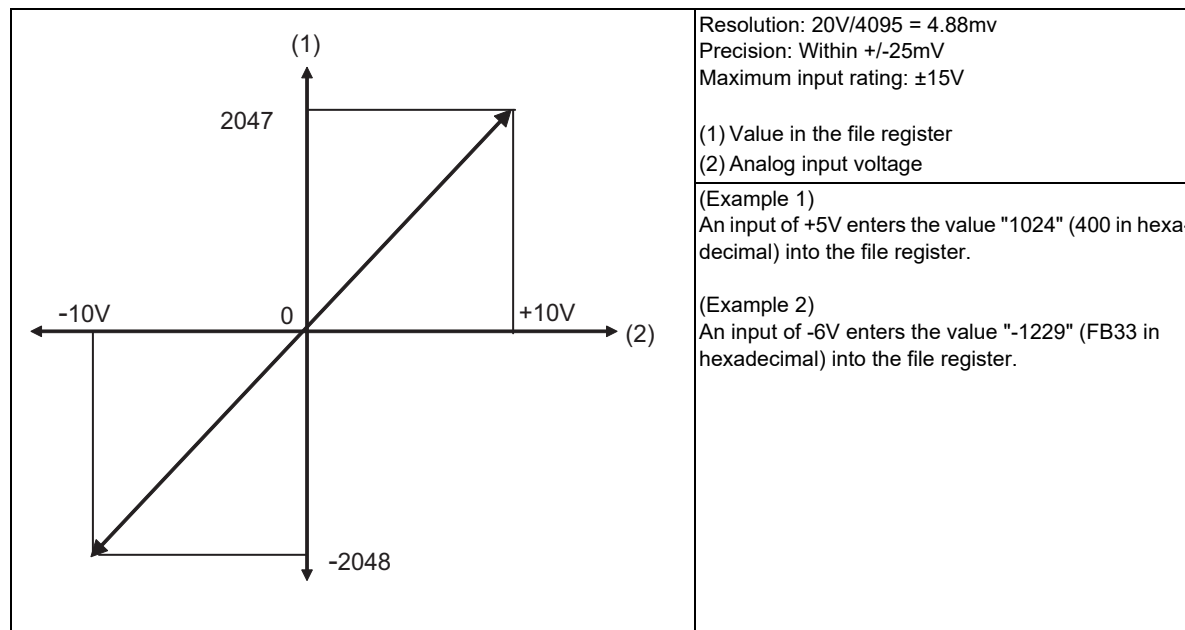 (1)
2047
-10V
0
+10V
(2)
-2048
Resolution: 20V/4095 = 4.88mv
Precision: Within +/-25mV
Maximum input rating: ±15V
(1) Value in the file register
(2) Analog input voltage
(Example 1)
An input of +5V enters the value "1024" (400 in hexa-
decimal) into the file register.
(Example 2)
An input of -6V enters the value "-1229" (FB33 in
hexadecimal) into the file register.